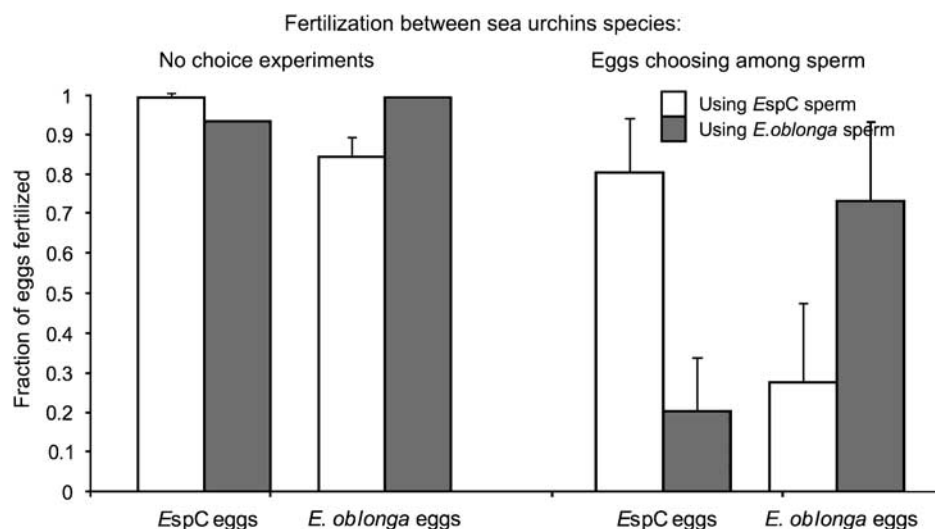 Fertilization between sea urchins species:
No choice experiments
Eggs choosing among sperm
Using EspC sperm
Using E.oblonga sperm
Fraction of eggs fertilized
1
0.9
0.8
0.7
0.6
0.5
0.4
0.3
0.2
0.1
0
EspC eggs
E. oblonga eggs
EspC eggs
E. oblonga eggs